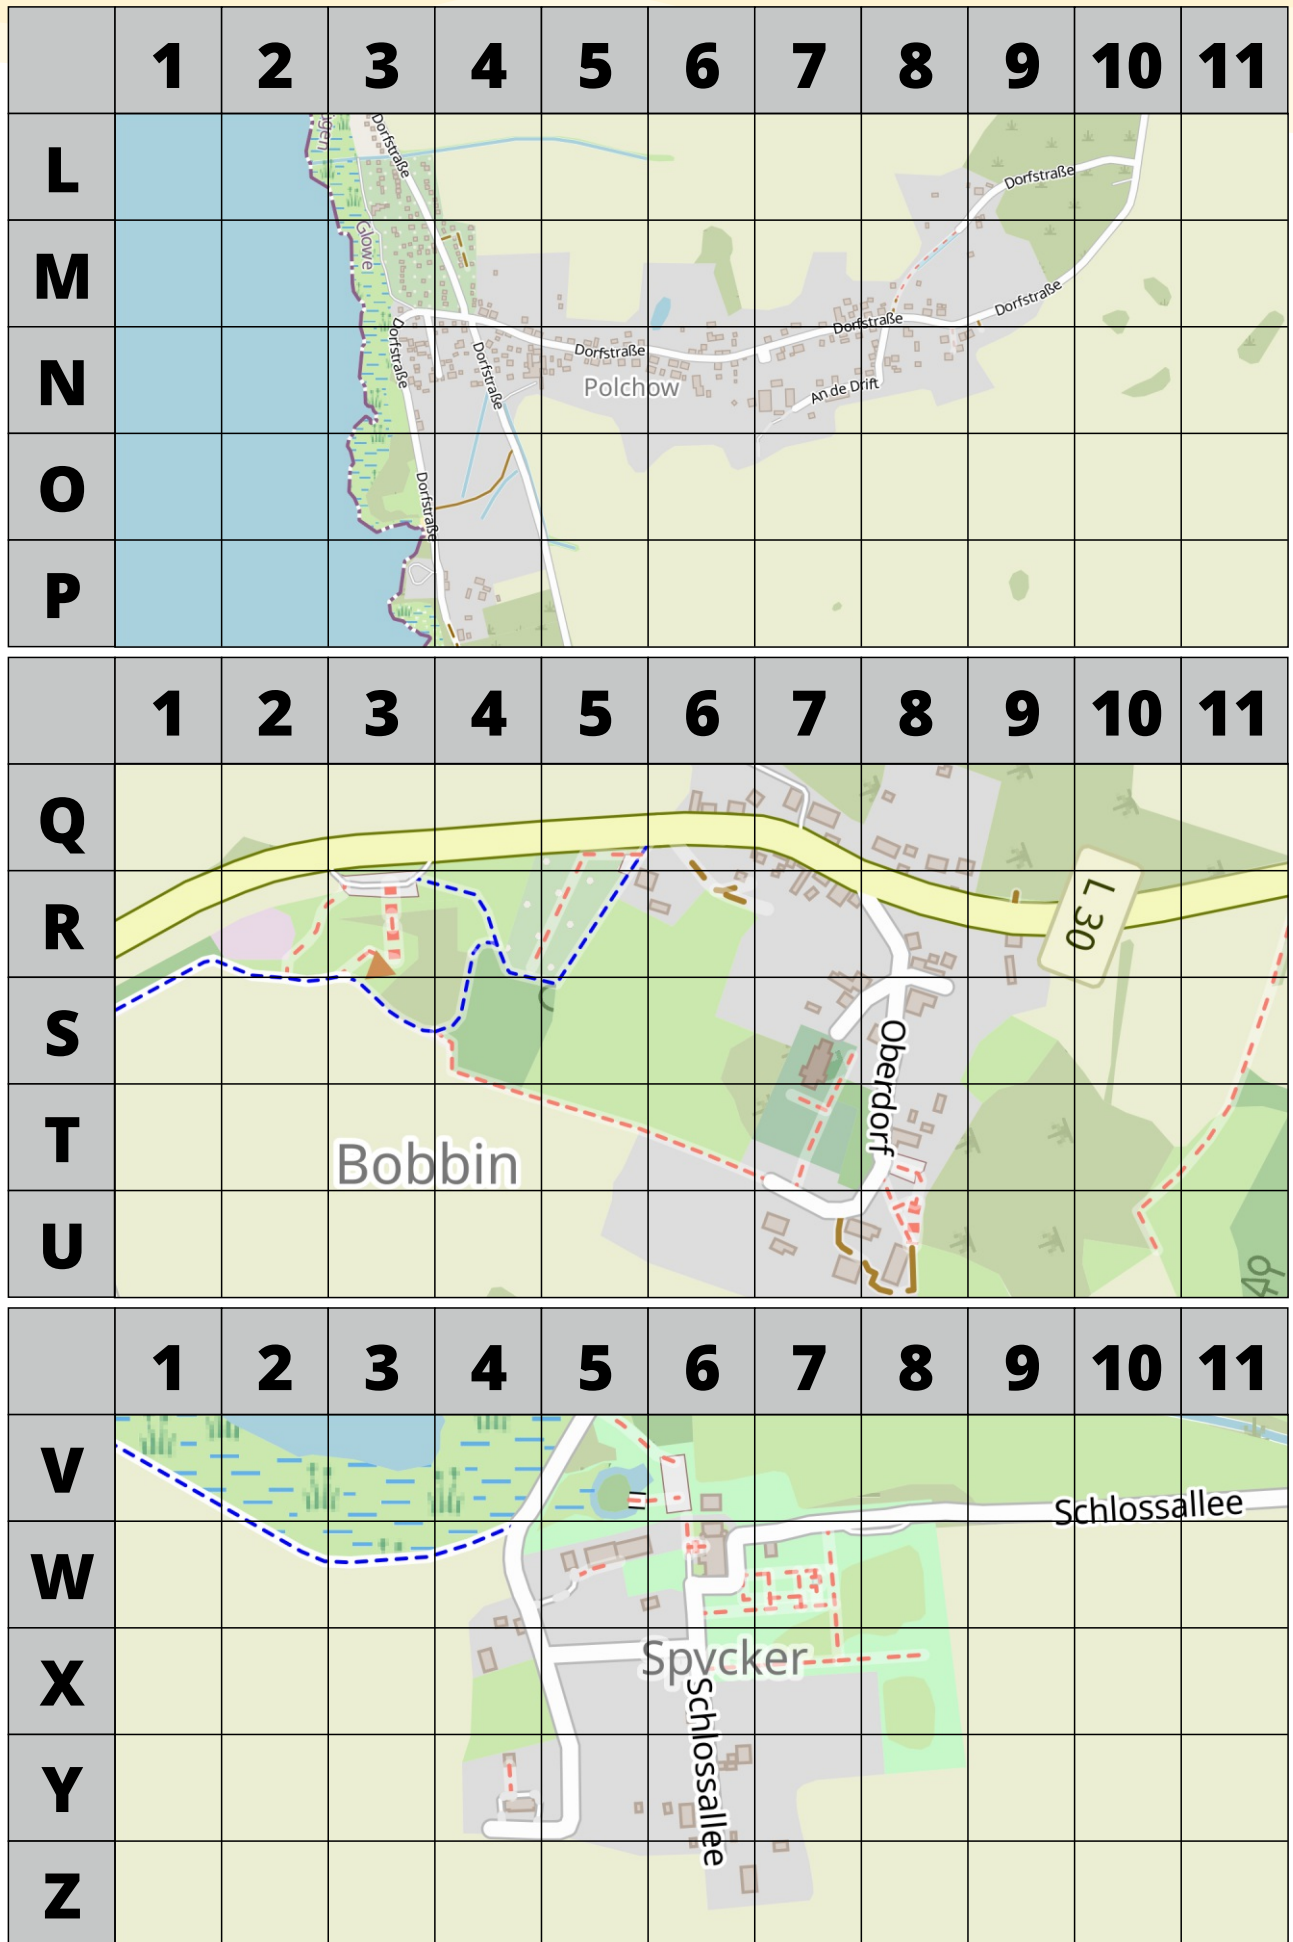 1 2 3 4 5 6 7 8 9 10 11
L
Dorfstraße
Dorfstraße
M
Glowe
Dorfstraße
Dorfstraße
N
Dorfstraße
Dorfstraße
Dorfstraße
Polchow
An de Drift
O
Dorfstraße
P
1 2 3 4 5 6 7 8 9 10 11
Q
R
L 30
S
Oberdorf
T
Bobbin
U
1 2 3 4 5 6 7 8 9 10 11
V
Schlossallee
W
X
Spycker
Schlossallee
Y
Z